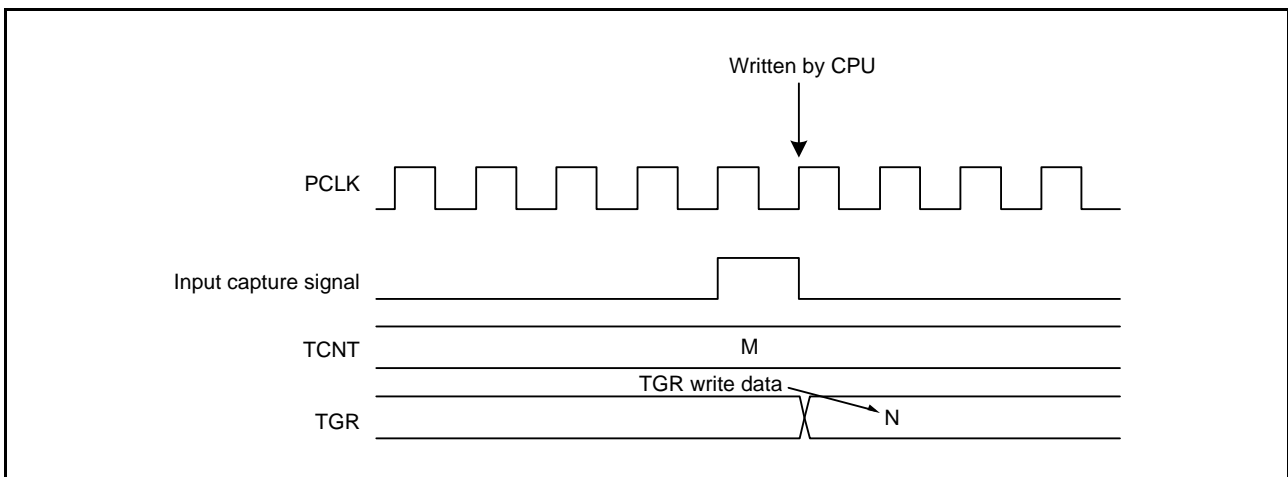 Written by CPU
PCLK
Input capture signal
TCNT
M
TGR write data
TGR
N